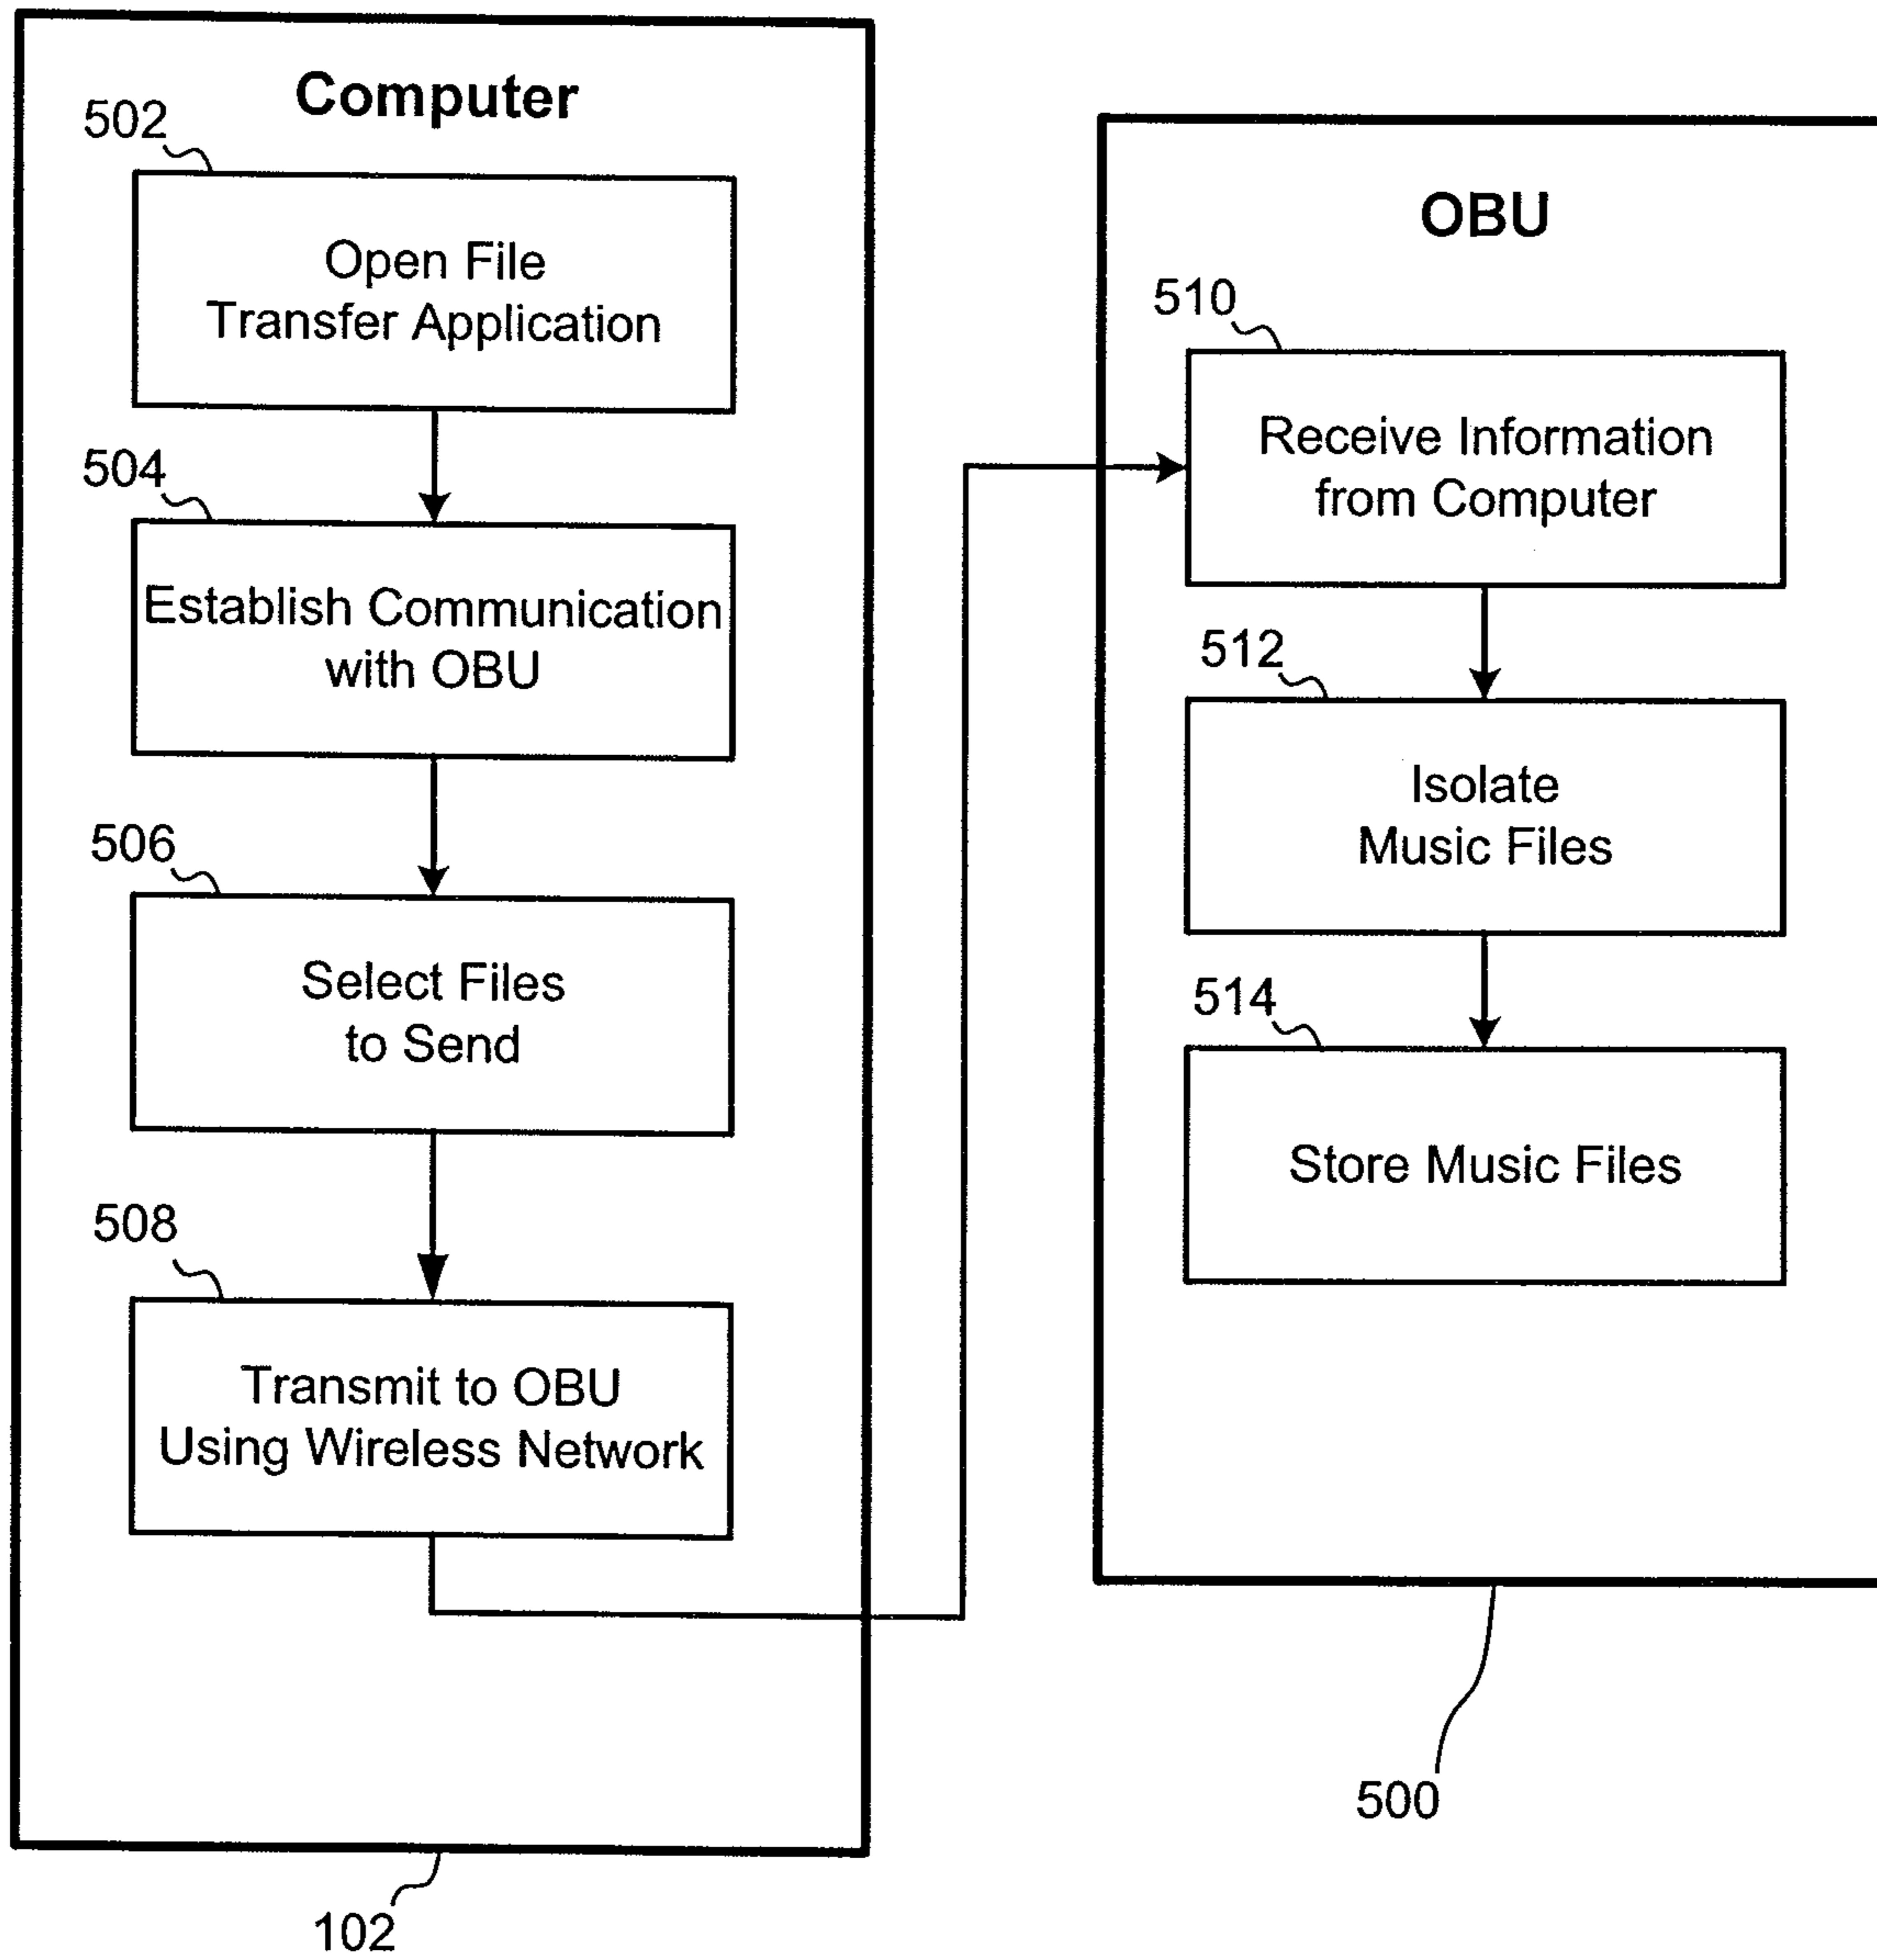 Computer
502
Open File
Transfer Application
504
Establish Communication
with OBU
506
Select Files
to Send
508
Transmit to OBU
Using Wireless Network
102
OBU
510
Receive Information
from Computer
512
Isolate
Music Files
514
Store Music Files
500